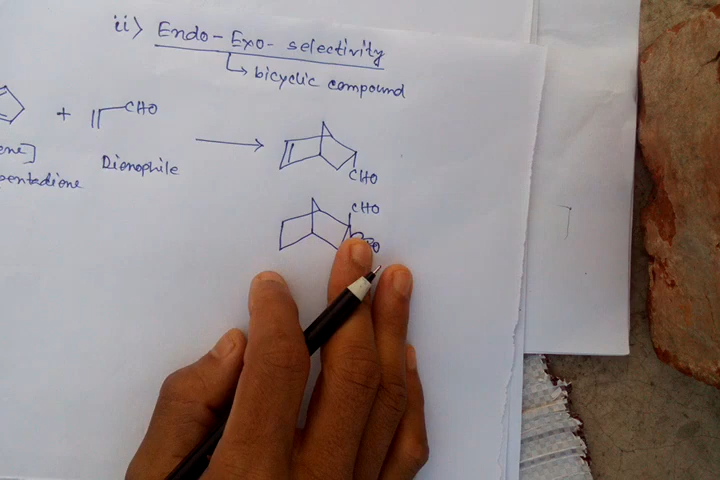 ii) Endo - Exo - selectivity
bicyclic compound
+ CHO
ene]
Dienophile
pentadiene
CHO
CHO